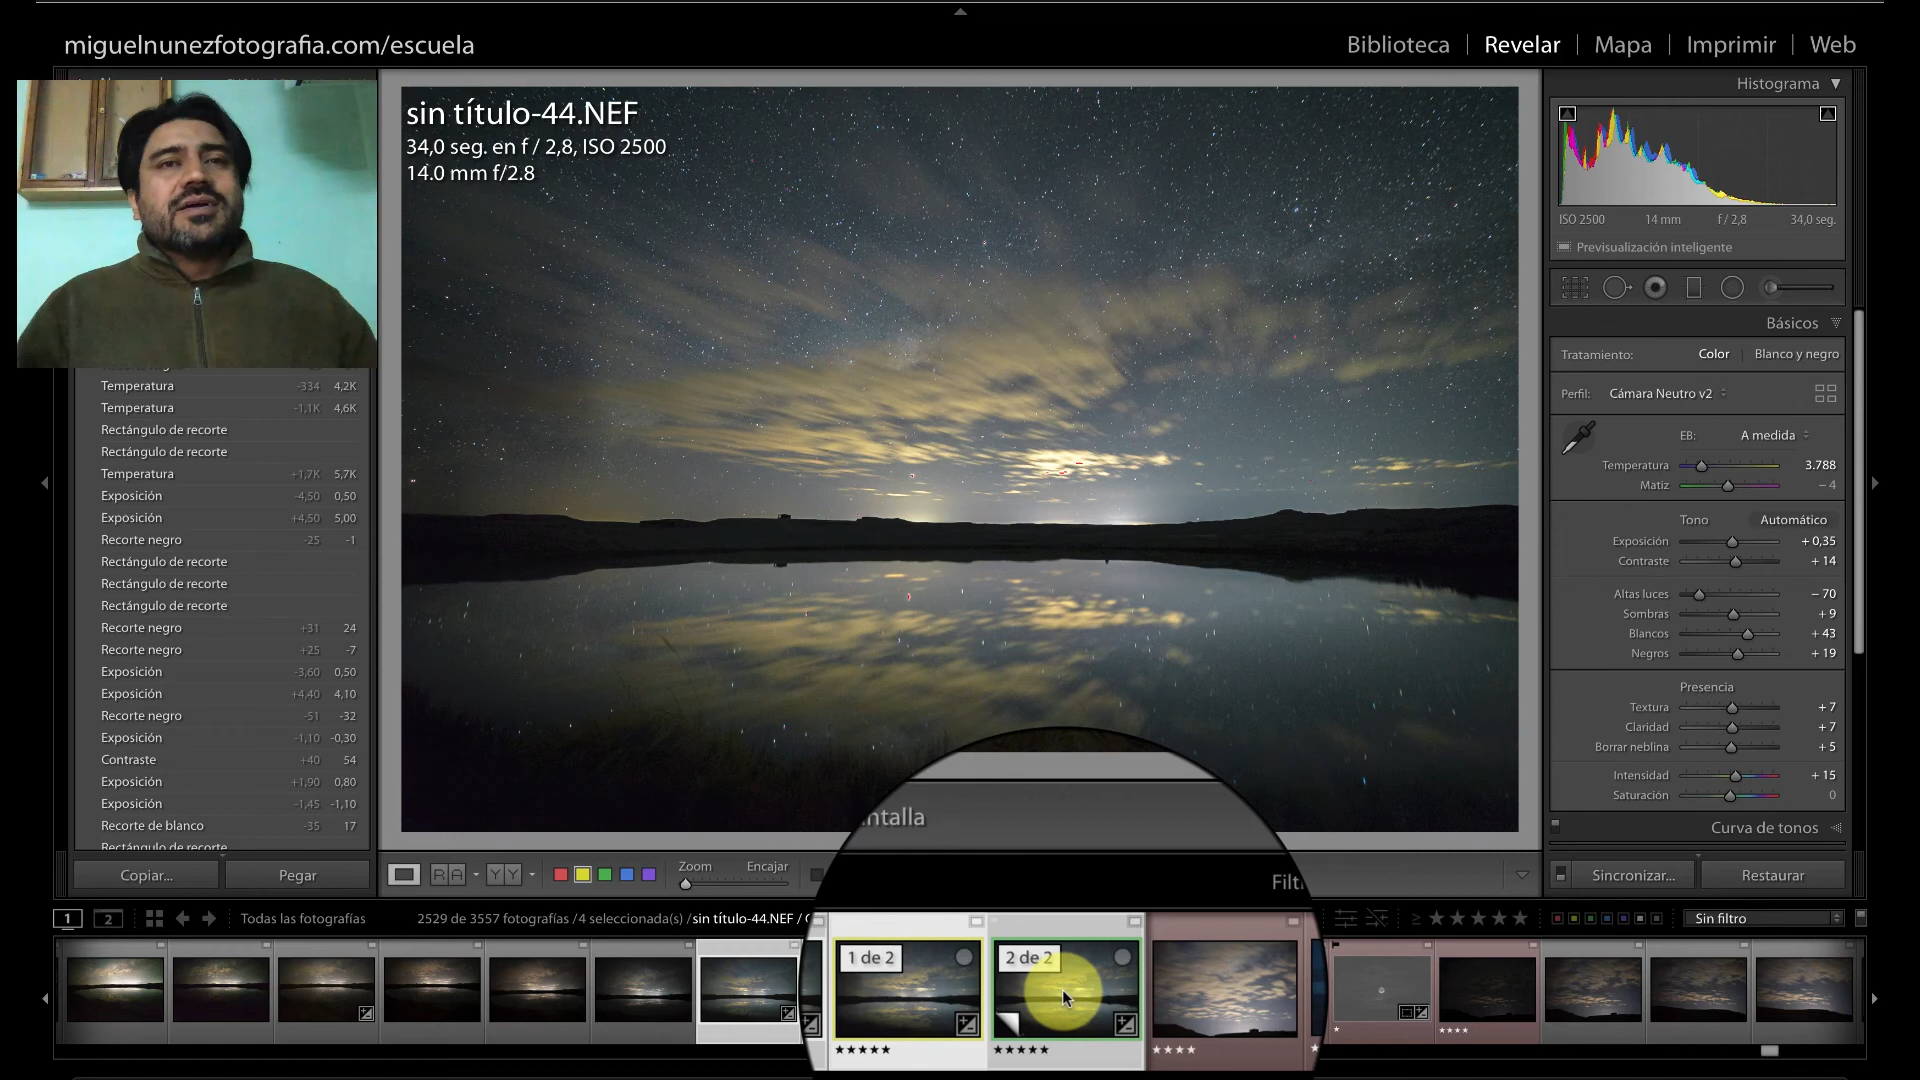 miguelnunezfotografia.com/escuela
Biblioteca | Revelar | Mapa | Imprimir | Web
sin título-44.NEF
34,0 seg. en f / 2,8, ISO 2500
14.0 mm f/2.8
Temperatura -334 4,2K
Temperatura -1,1K 4,6K
Rectángulo de recorte
Rectángulo de recorte
Temperatura +1,7K 5,7K
Exposición -4,50 0,50
Exposición +4,50 5,00
Recorte negro -25 -1
Rectángulo de recorte
Rectángulo de recorte
Rectángulo de recorte
Recorte negro +31 24
Recorte negro +25 -7
Exposición -3,60 0,50
Exposición +4,40 4,10
Recorte negro -51 -32
Exposición -1,10 -0,30
Contraste +40 54
Exposición +1,90 0,80
Exposición -1,45 -1,10
Recorte de blanco -35 17
Rectángulo de recorte
Copiar...
Pegar
Histograma
ISO 2500 14 mm f / 2,8 34,0 seg.
Previsualización inteligente
Básicos
Tratamiento: Color | Blanco y negro
Perfil: Cámara Neutro v2
EB: A medida
Temperatura 3.788
Matiz – 4
Tono Automático
Exposición + 0,35
Contraste + 14
Altas luces – 70
Sombras + 9
Blancos + 43
Negros + 19
Presencia
Textura + 7
Claridad + 7
Borrar neblina + 5
Intensidad + 15
Saturación 0
Curva de tonos
Sincronizar...
Restaurar
R A
Y Y
Zoom Encajar
ntalla
Filt
1 2
Todas las fotografías
2529 de 3557 fotografías /4 seleccionada(s) /sin título-44.NEF /
Sin filtro
1 de 2
2 de 2